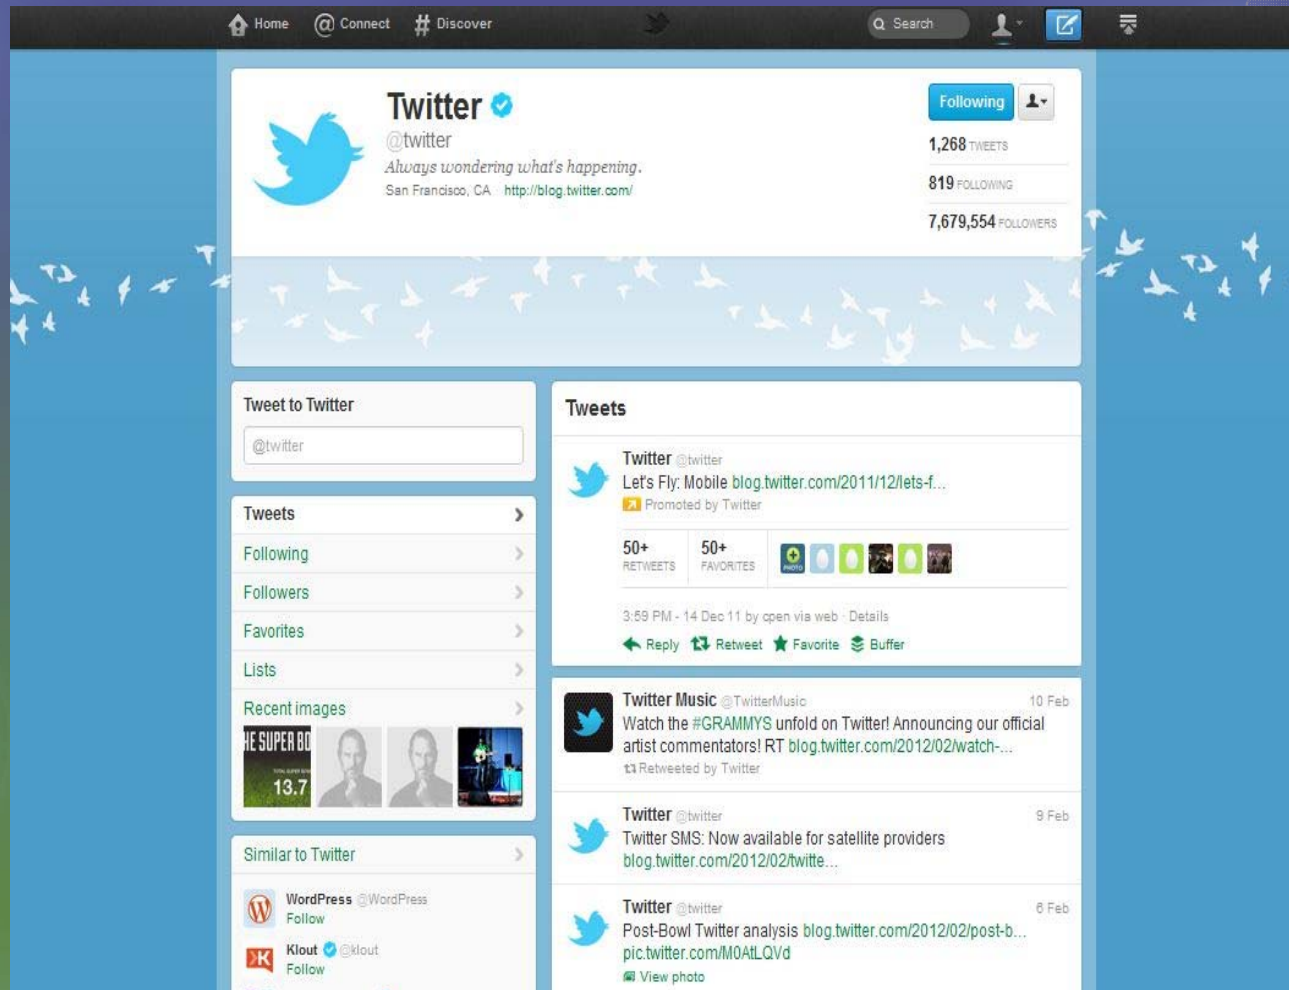 Home @ Connect # Discover Search
Twitter
@twitter
Always wondering what's happening.
San Francisco, CA http://blog.twitter.com/
Following
1,268 TWEETS
819 FOLLOWING
7,679,554 FOLLOWERS
Tweet to Twitter
@twitter
Tweets
Following
Followers
Favorites
Lists
Recent images
HE SUPER BO
13.7
Similar to Twitter
WordPress @WordPress
Follow
Klout @klout
Follow
Tweets
Twitter @twitter
Let's Fly: Mobile blog.twitter.com/2011/12/lets-f...
Promoted by Twitter
50+ 50+
RETWEETS FAVORITES
PHOTO
3:59 PM - 14 Dec 11 by cpen via web · Details
Reply Retweet Favorite Buffer
Twitter Music @TwitterMusic 10 Feb
Watch the #GRAMMYS unfold on Twitter! Announcing our official
artist commentators! RT blog.twitter.com/2012/02/watch-...
Retweeted by Twitter
Twitter @twitter 9 Feb
Twitter SMS: Now available for satellite providers
blog.twitter.com/2012/02/twitte...
Twitter @twitter 6 Feb
Post-Bowl Twitter analysis blog.twitter.com/2012/02/post-b...
pic.twitter.com/M0AtLQVd
View photo